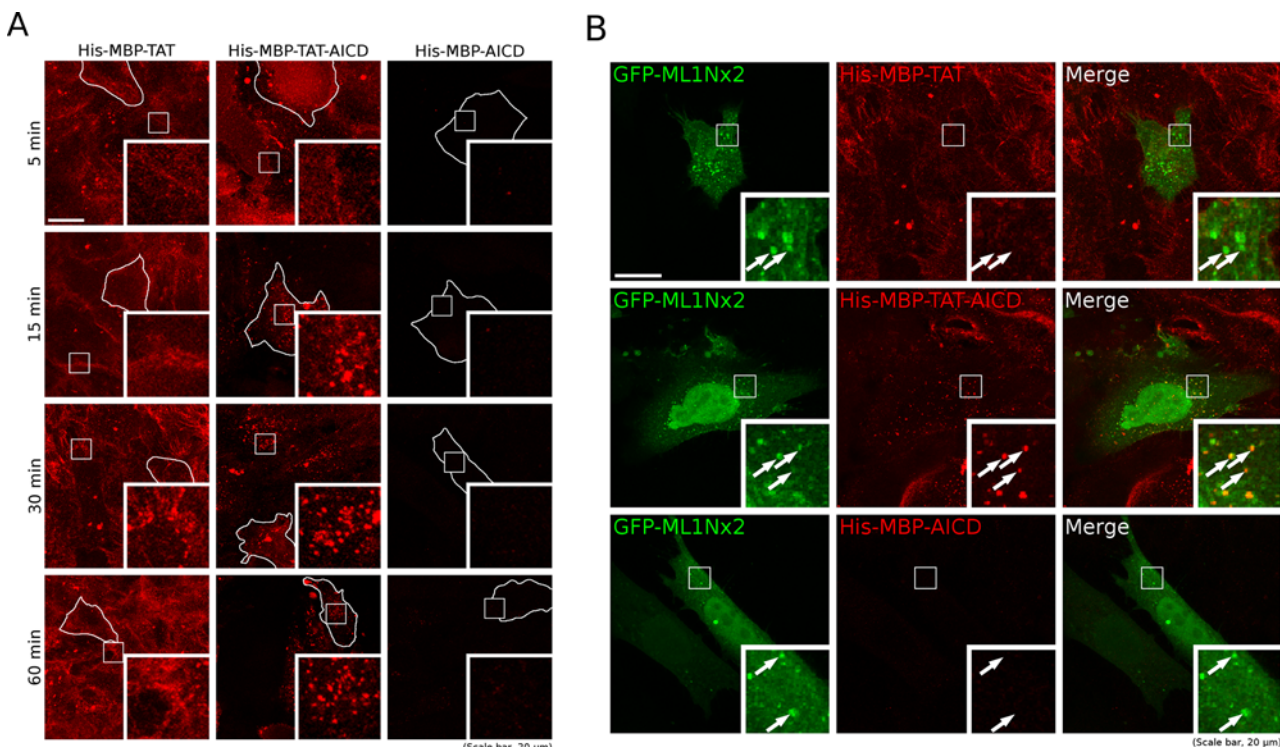 A
His-MBP-TAT His-MBP-TAT-AICD His-MBP-AICD
5 min
15 min
30 min
60 min
(Scale bar, 20 µm)
B
GFP-ML1Nx2 His-MBP-TAT Merge
GFP-ML1Nx2 His-MBP-TAT-AICD Merge
GFP-ML1Nx2 His-MBP-AICD Merge
(Scale bar, 20 µm)